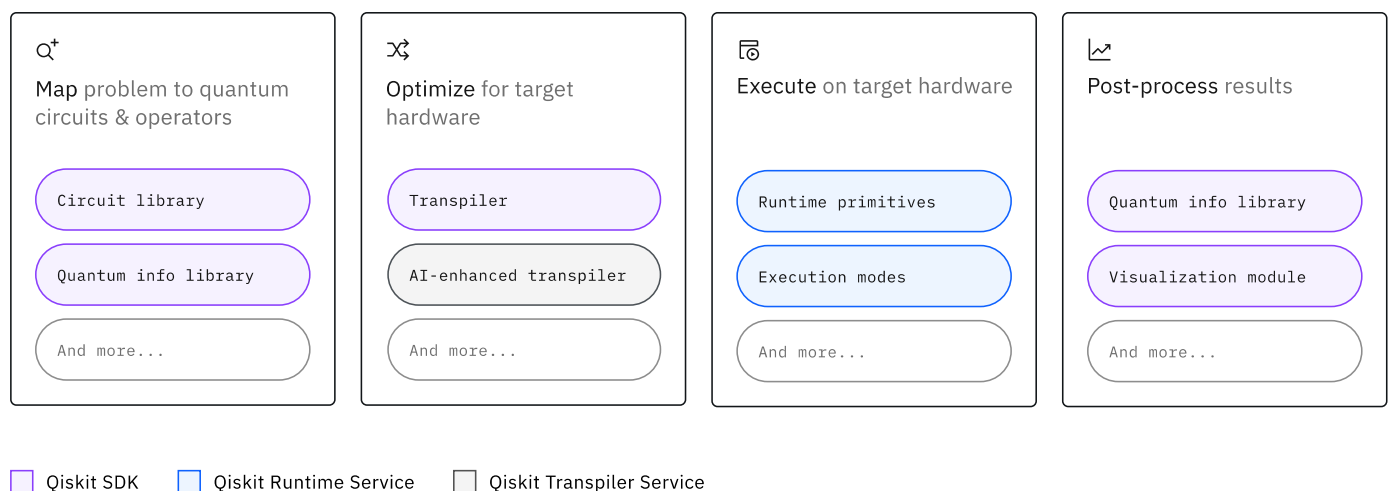 Map problem to quantum
circuits & operators
Circuit library
Quantum info library
And more...
Optimize for target
hardware
Transpiler
AI-enhanced transpiler
And more...
Execute on target hardware
Runtime primitives
Execution modes
And more...
Post-process results
Quantum info library
Visualization module
And more...
Qiskit SDK
Qiskit Runtime Service
Qiskit Transpiler Service